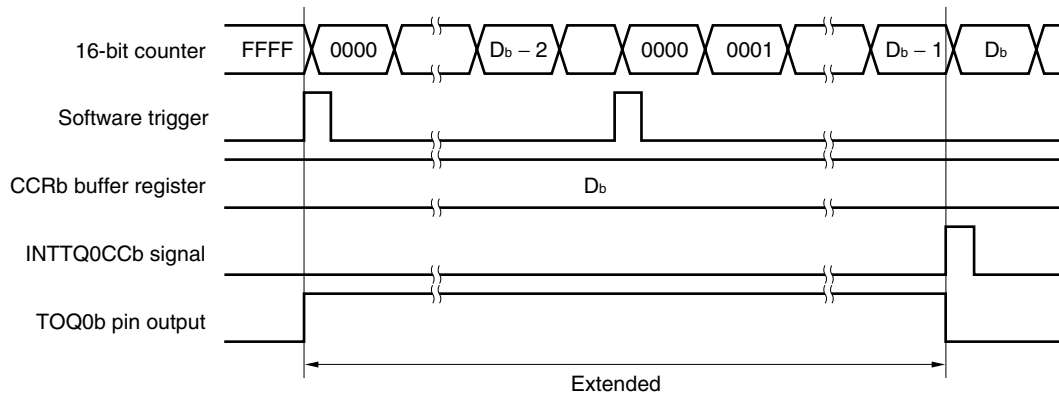 16-bit counter FFFF 0000 Db − 2 0000 0001 Db − 1 Db
Software trigger
CCRb buffer register Db
INTTQ0CCb signal
TOQ0b pin output
Extended